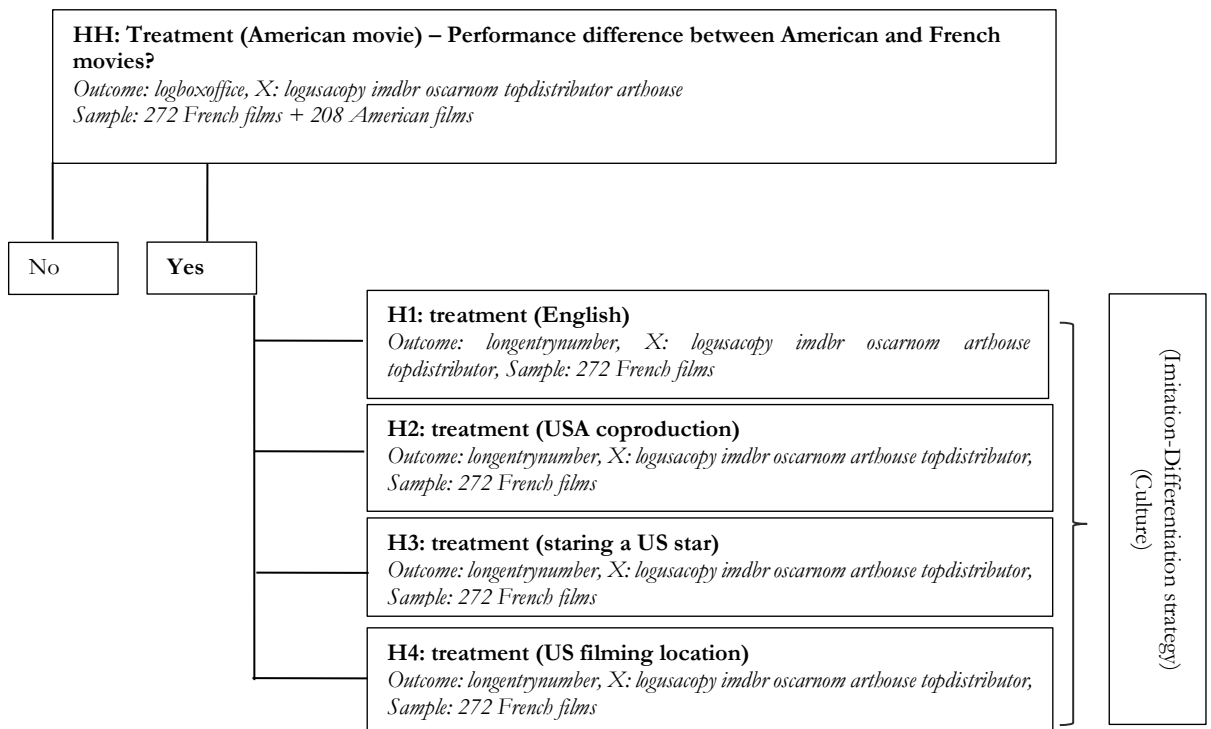 HH: Treatment (American movie) – Performance difference between American and French
movies?
Outcome: logboxoffice, X: logusacopy imdbr oscarnom topdistributor arthouse
Sample: 272 French films + 208 American films
No
Yes
H1: treatment (English)
Outcome: longentrynumber, X: logusacopy imdbr oscarnom arthouse
topdistributor, Sample: 272 French films
H2: treatment (USA coproduction)
Outcome: longentrynumber, X: logusacopy imdbr oscarnom arthouse topdistributor,
Sample: 272 French films
H3: treatment (staring a US star)
Outcome: longentrynumber, X: logusacopy imdbr oscarnom arthouse topdistributor,
Sample: 272 French films
H4: treatment (US filming location)
Outcome: longentrynumber, X: logusacopy imdbr oscarnom arthouse topdistributor,
Sample: 272 French films
(Imitation-Differentiation strategy)
(Culture)